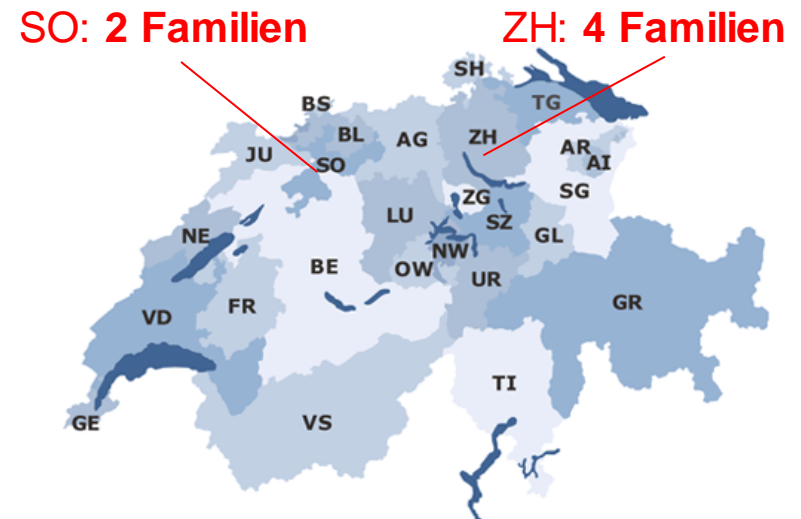 SO: 2 Familien
ZH: 4 Familien
SH
TG
BS
BL
AG
ZH
JU
SO
AR
AI
SG
ZG
LU
SZ
NE
GL
NW
BE
OW
UR
FR
GR
VD
TI
VS
GE